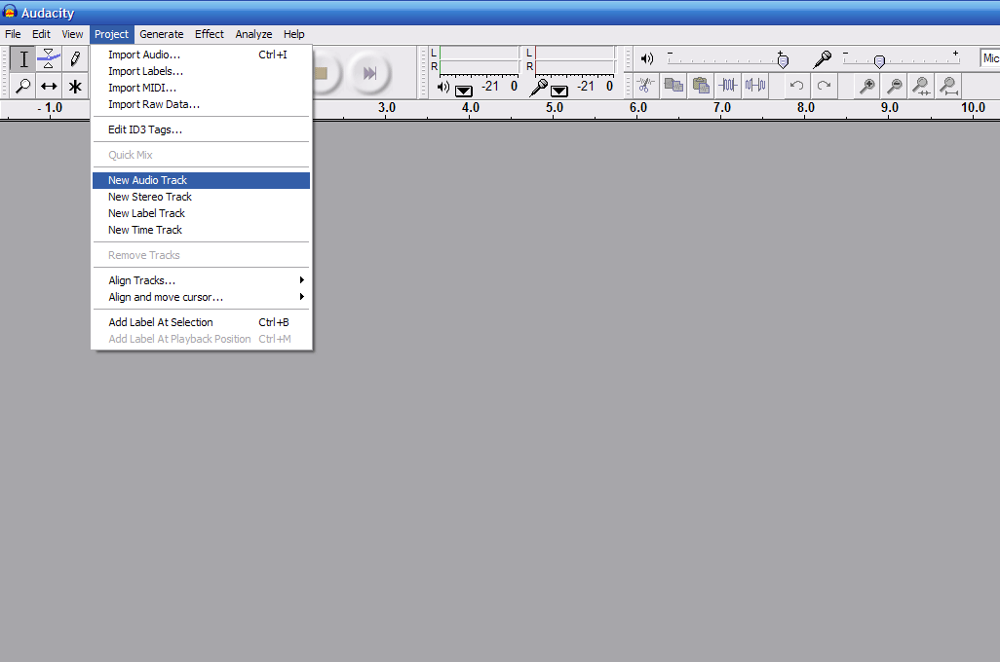 Audacity
File Edit View Project Generate Effect Analyze Help
Import Audio... Ctrl+I
Import Labels...
Import MIDI...
Import Raw Data...
Edit ID3 Tags...
Quick Mix
New Audio Track
New Stereo Track
New Label Track
New Time Track
Remove Tracks
Align Tracks...
Align and move cursor...
Add Label At Selection Ctrl+B
Add Label At Playback Position Ctrl+M
L
R
-21 0
L
R
-21 0
- +
- +
Mic
- 1.0 3.0 4.0 5.0 6.0 7.0 8.0 9.0 10.0